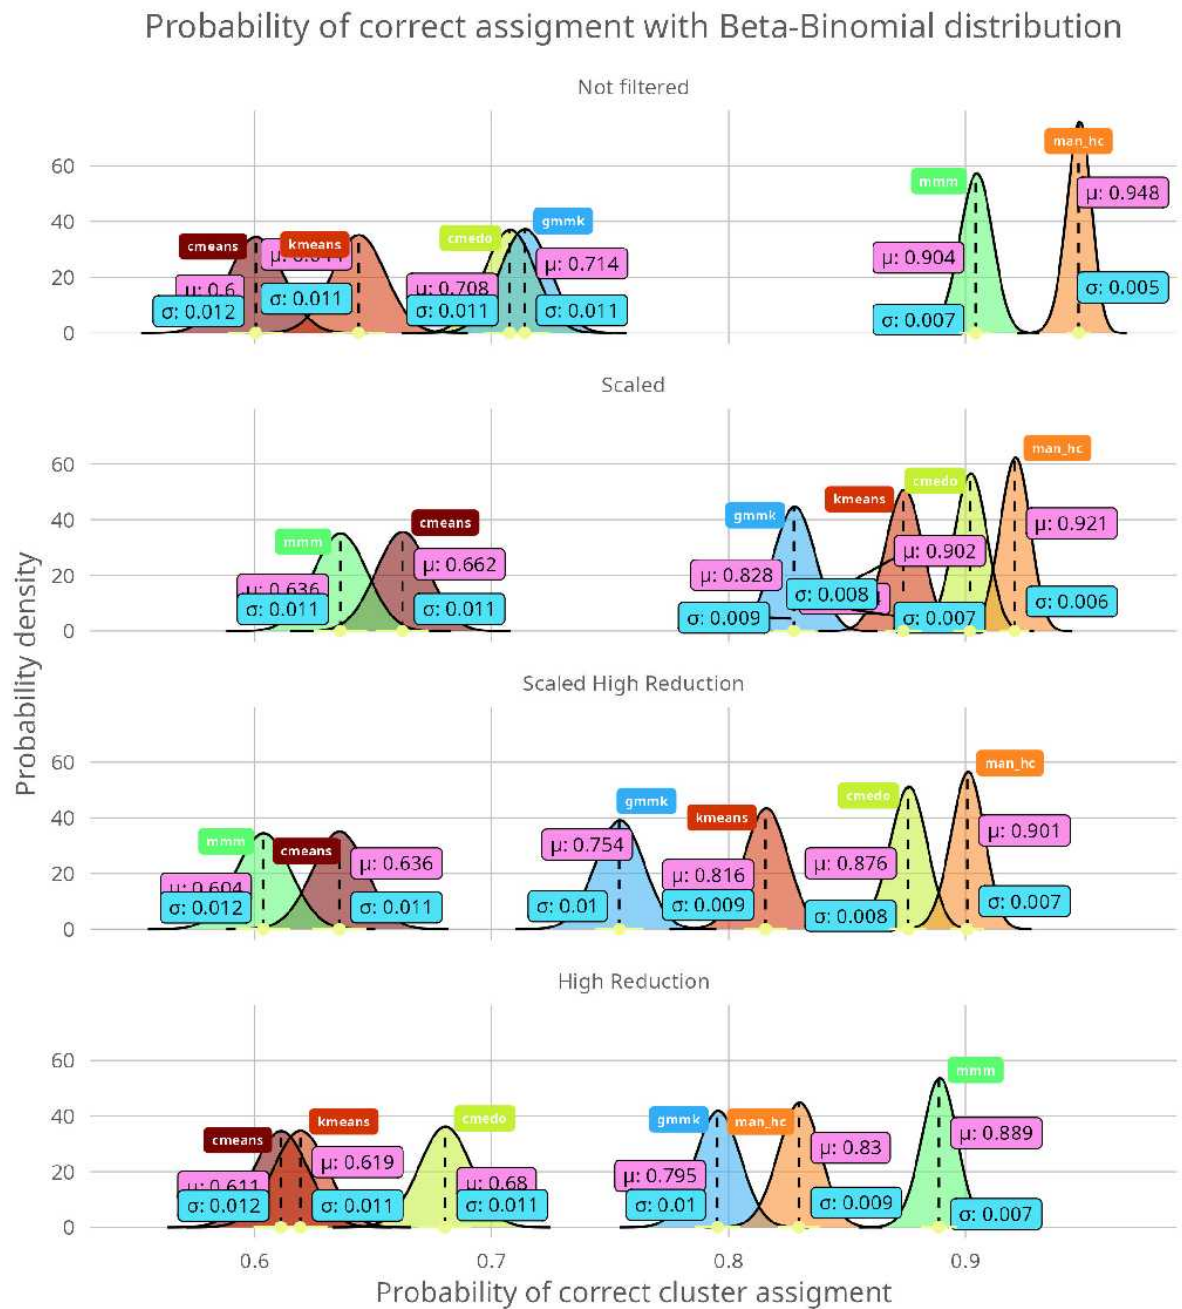 Probability of correct assigment with Beta-Binomial distribution
Not filtered
man_hc
60
mmm
μ: 0.948
40
cmeans
kmeans
cmedo
gmmk
μ: 0.904
μ: 0.714
20
μ: 0.6
μ: 0.708
σ: 0.012
σ: 0.011
σ: 0.011
σ: 0.011
σ: 0.007
σ: 0.005
0
Scaled
man_hc
60
cmedo
kmeans
gmmk
40
mmm
cmeans
μ: 0.921
μ: 0.902
μ: 0.662
μ: 0.828
20
μ: 0.636
σ: 0.008
σ: 0.011
σ: 0.011
σ: 0.009
σ: 0.007
σ: 0.006
0
Probability density
Scaled High Reduction
man_hc
60
gmmk
cmedo
kmeans
40
mmm
cmeans
μ: 0.636
μ: 0.754
μ: 0.816
μ: 0.876
μ: 0.901
20
μ: 0.604
σ: 0.012
σ: 0.011
σ: 0.01
σ: 0.009
σ: 0.008
σ: 0.007
0
High Reduction
60
mmm
40
cmeans
kmeans
cmedo
gmmk
man_hc
μ: 0.619
μ: 0.83
μ: 0.889
20
μ: 0.611
μ: 0.68
μ: 0.795
σ: 0.012
σ: 0.011
σ: 0.011
σ: 0.01
σ: 0.009
σ: 0.007
0
0.6
0.7
0.8
0.9
Probability of correct cluster assigment